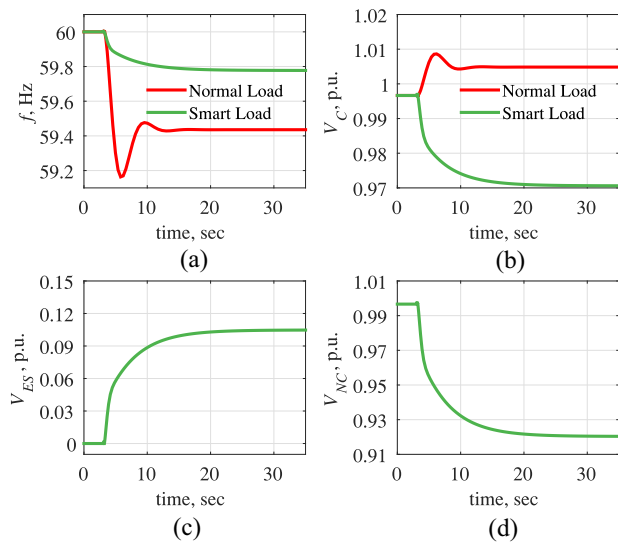 60
59.8
59.6
59.4
59.2
f, Hz
Normal Load
Smart Load
0 10 20 30
time, sec
(a)
1.02
1.01
1
0.99
0.98
0.97
V_C, p.u.
Normal Load
Smart Load
0 10 20 30
time, sec
(b)
0.15
0.12
0.09
0.06
0.03
0
V_ES, p.u.
0 10 20 30
time, sec
(c)
1.01
0.99
0.97
0.95
0.93
0.91
V_NC, p.u.
0 10 20 30
time, sec
(d)